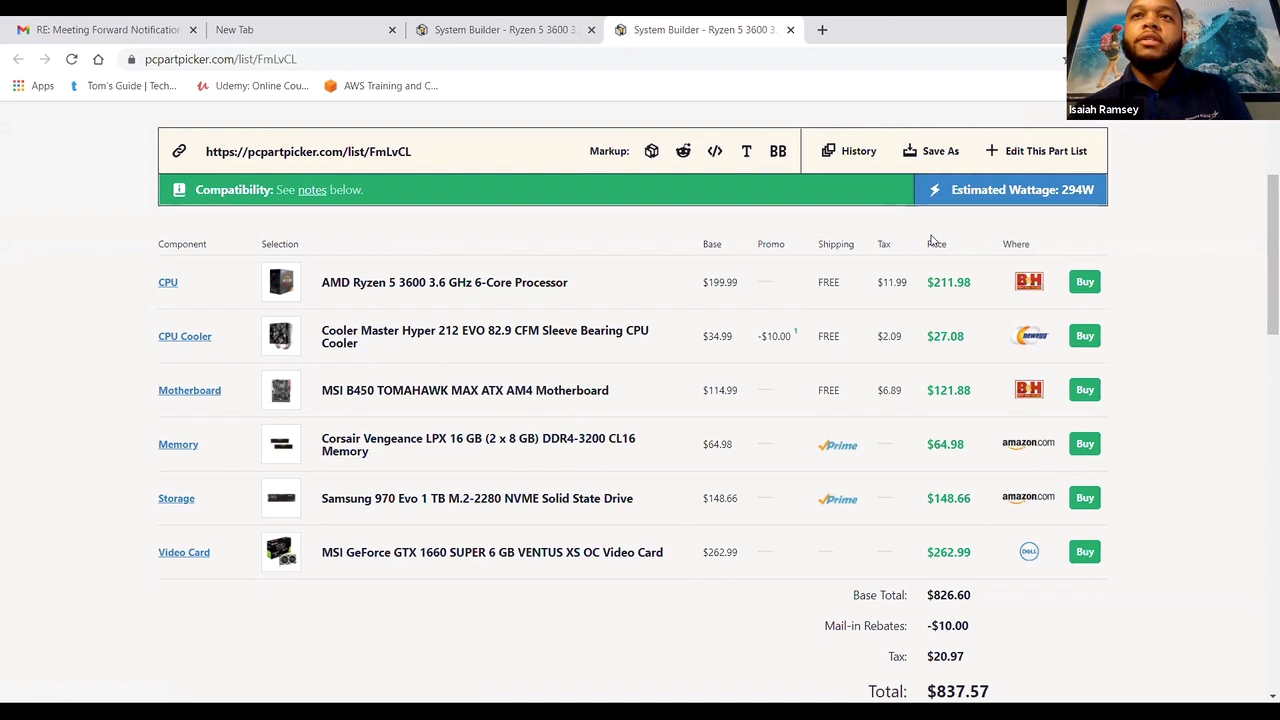 RE: Meeting Forward Notification
New Tab
System Builder - Ryzen 5 3600 3
System Builder - Ryzen 5 3600 3.
pcpartpicker.com/list/FmLvCL
Apps
Tom's Guide | Tech...
Udemy: Online Cou...
AWS Training and C...
Isaiah Ramsey
https://pcpartpicker.com/list/FmLvCL
Markup:
BB
History
Save As
Edit This Part List
Compatibility: See notes below.
Estimated Wattage: 294W
Component Selection Base Promo Shipping Tax Price Where
CPU AMD Ryzen 5 3600 3.6 GHz 6-Core Processor $199.99 — FREE $11.99 $211.98 B&H Buy
CPU Cooler Cooler Master Hyper 212 EVO 82.9 CFM Sleeve Bearing CPU
Cooler $34.99 -$10.00 1 FREE $2.09 $27.08 newegg Buy
Motherboard MSI B450 TOMAHAWK MAX ATX AM4 Motherboard $114.99 — FREE $6.89 $121.88 B&H Buy
Memory Corsair Vengeance LPX 16 GB (2 x 8 GB) DDR4-3200 CL16
Memory $64.98 — Prime — $64.98 amazon.com Buy
Storage Samsung 970 Evo 1 TB M.2-2280 NVME Solid State Drive $148.66 — Prime — $148.66 amazon.com Buy
Video Card MSI GeForce GTX 1660 SUPER 6 GB VENTUS XS OC Video Card $262.99 — — — $262.99 DELL Buy
Base Total: $826.60
Mail-in Rebates: -$10.00
Tax: $20.97
Total: $837.57